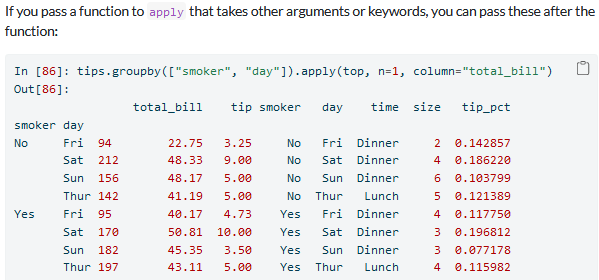 If you pass a function to apply that takes other arguments or keywords, you can pass these after the
function:
In [86]: tips.groupby(["smoker", "day"]).apply(top, n=1, column="total_bill")
Out[86]:
                 total_bill    tip smoker   day    time  size   tip_pct
smoker day
No     Fri  94        22.75   3.25     No   Fri  Dinner     2  0.142857
       Sat  212       48.33   9.00     No   Sat  Dinner     4  0.186220
       Sun  156       48.17   5.00     No   Sun  Dinner     6  0.103799
       Thur 142       41.19   5.00     No  Thur   Lunch     5  0.121389
Yes    Fri  95        40.17   4.73    Yes   Fri  Dinner     4  0.117750
       Sat  170       50.81  10.00    Yes   Sat  Dinner     3  0.196812
       Sun  182       45.35   3.50    Yes   Sun  Dinner     3  0.077178
       Thur 197       43.11   5.00    Yes  Thur   Lunch     4  0.115982